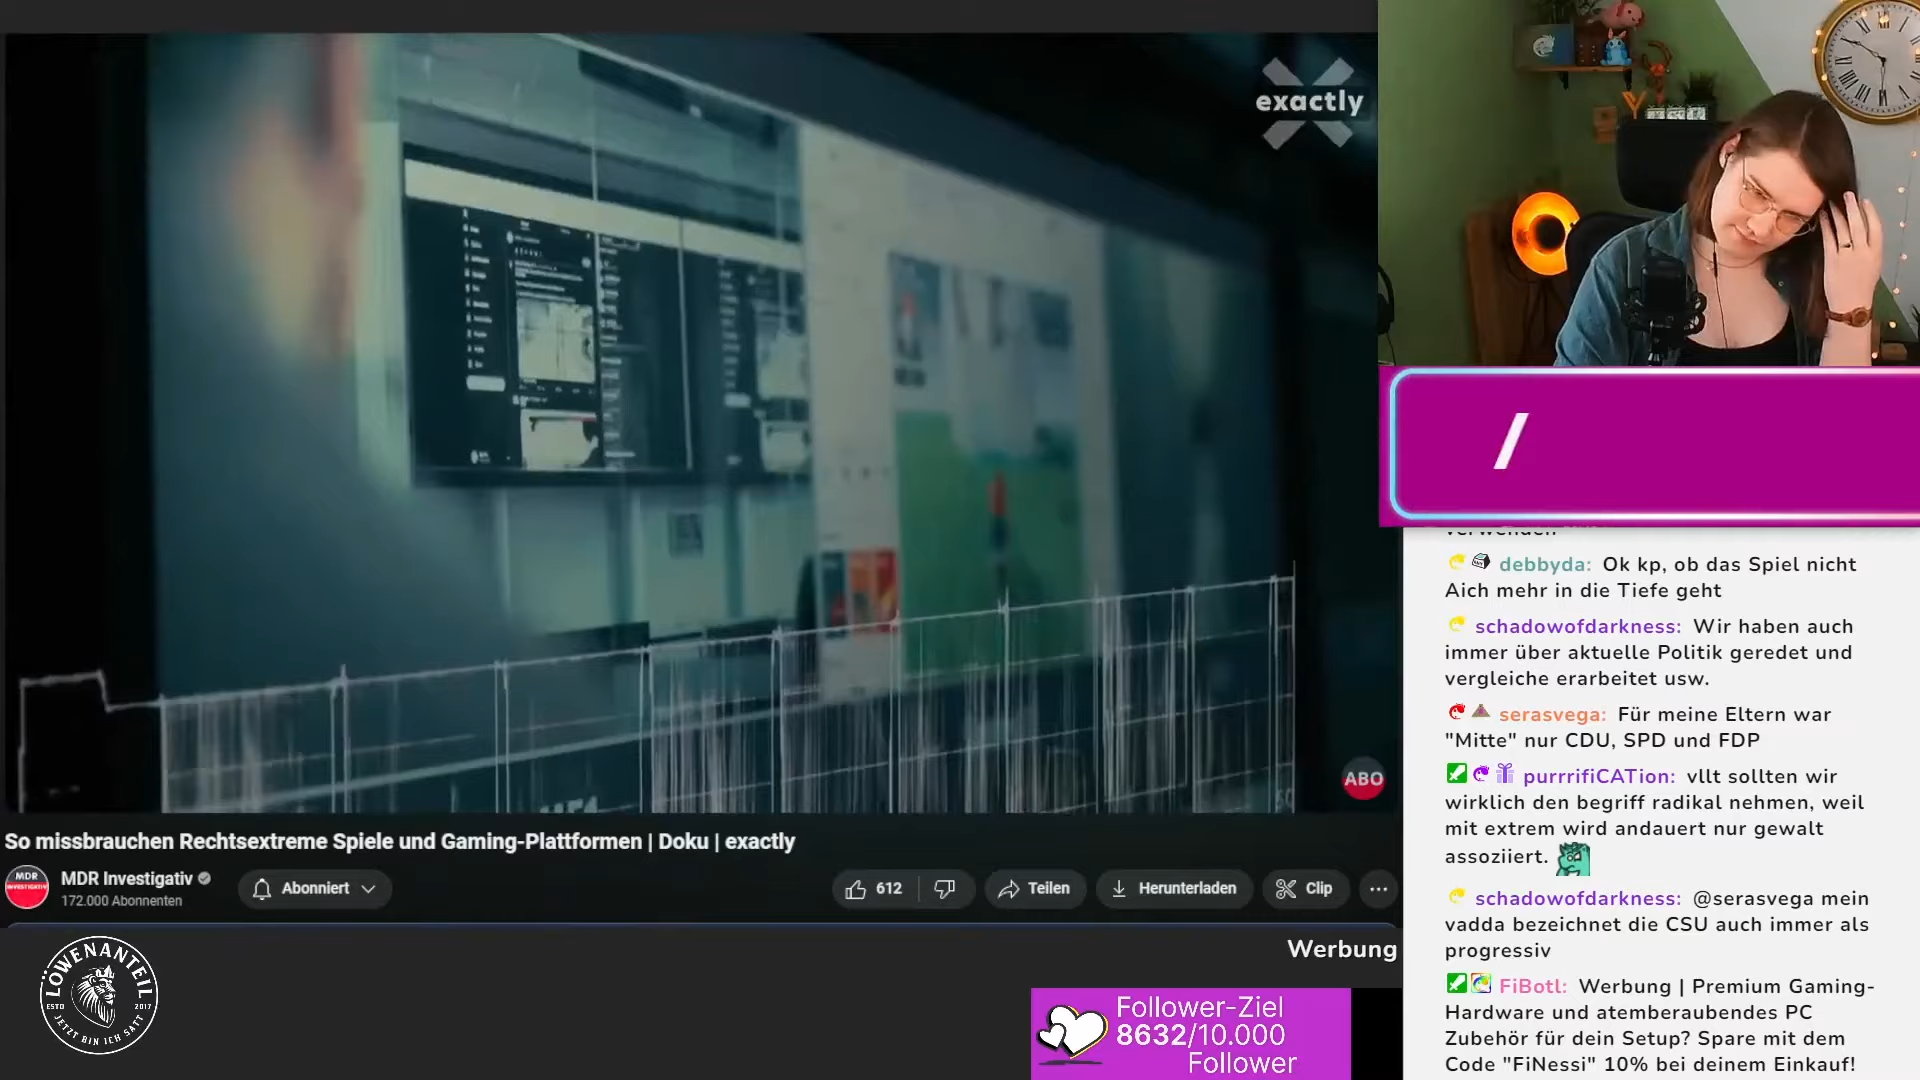 exactly
ABO
So missbrauchen Rechtsextreme Spiele und Gaming-Plattformen | Doku | exactly
MDR
INVESTIGATIV
MDR Investigativ
172.000 Abonnenten
Abonniert
612
Teilen
Herunterladen
Clip
Werbung
LÖWENANTEIL
ESTD 2017
JETZT BIN ICH SATT
Follower-Ziel
8632/10.000
Follower
/
debbyda: Ok kp, ob das Spiel nicht
Aich mehr in die Tiefe geht
schadowofdarkness: Wir haben auch
immer über aktuelle Politik geredet und
vergleiche erarbeitet usw.
serasvega: Für meine Eltern war
"Mitte" nur CDU, SPD und FDP
purrrifiCATion: vllt sollten wir
wirklich den begriff radikal nehmen, weil
mit extrem wird andauert nur gewalt
assoziiert.
schadowofdarkness: @serasvega mein
vadda bezeichnet die CSU auch immer als
progressiv
FiBotl: Werbung | Premium Gaming-
Hardware und atemberaubendes PC
Zubehör für dein Setup? Spare mit dem
Code "FiNessi" 10% bei deinem Einkauf!